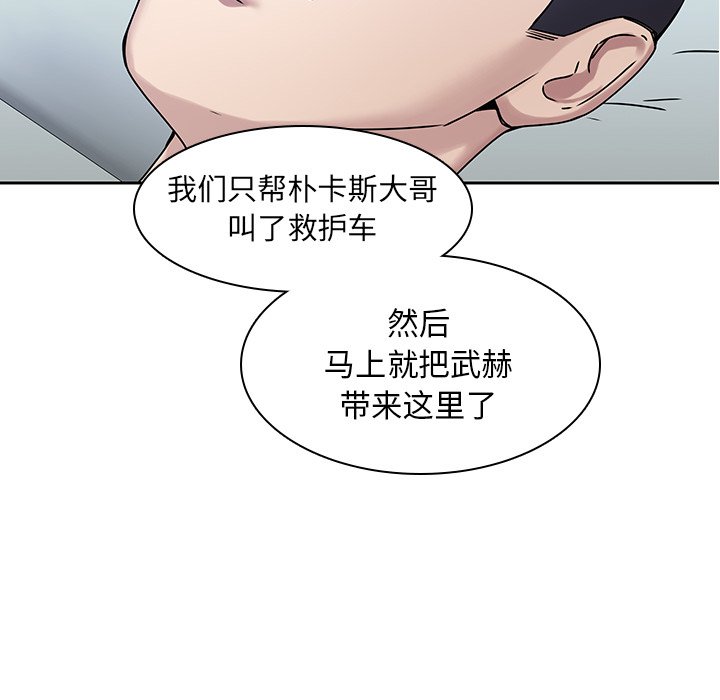 我们只帮朴卡斯大哥
叫了救护车
然后
马上就把武赫
带来这里了